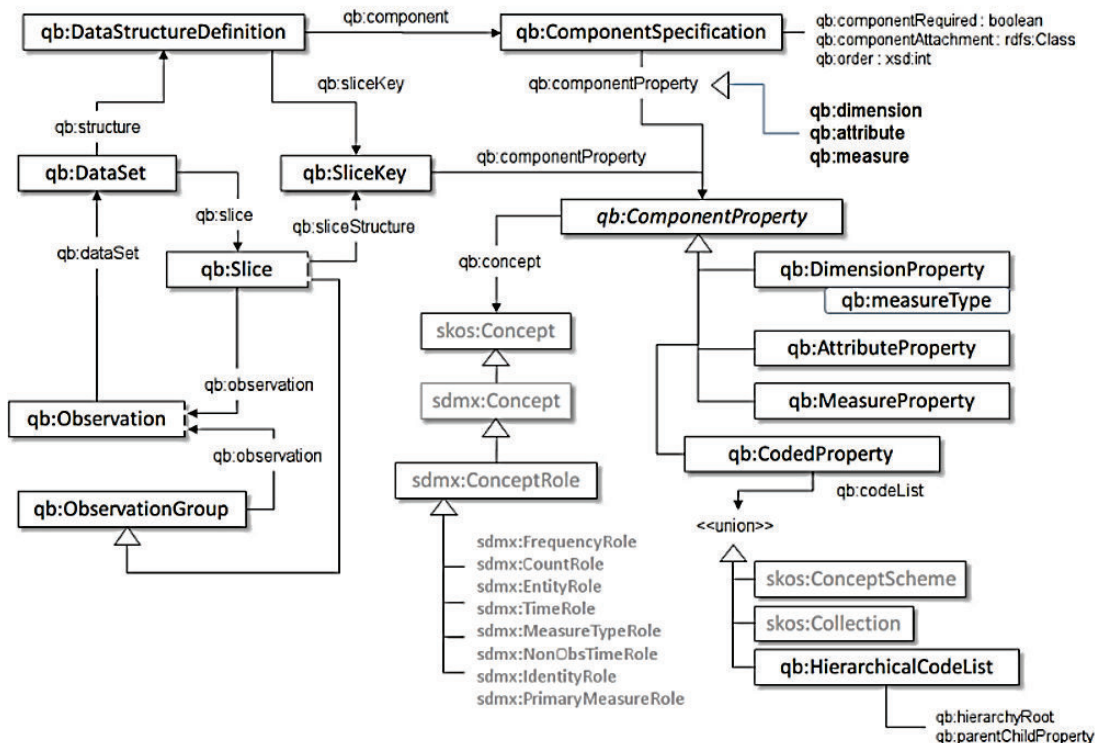 qb:DataStructureDefinition
qb:component
qb:ComponentSpecification
qb:componentRequired : boolean
qb:componentAttachment : rdfs:Class
qb:order : xsd:int
qb:sliceKey
qb:componentProperty
qb:dimension
qb:attribute
qb:measure
qb:structure
qb:DataSet
qb:SliceKey
qb:componentProperty
qb:slice
qb:sliceStructure
qb:dataSet
qb:Slice
qb:ComponentProperty
qb:concept
qb:DimensionProperty
qb:measureType
skos:Concept
qb:AttributeProperty
qb:observation
sdmx:Concept
qb:MeasureProperty
qb:Observation
qb:observation
qb:CodedProperty
sdmx:ConceptRole
qb:codeList
qb:ObservationGroup
<<union>>
sdmx:FrequencyRole
sdmx:CountRole
sdmx:EntityRole
sdmx:TimeRole
sdmx:MeasureTypeRole
sdmx:NonObsTimeRole
sdmx:IdentityRole
sdmx:PrimaryMeasureRole
skos:ConceptScheme
skos:Collection
qb:HierarchicalCodeList
qb:hierarchyRoot
qb:parentChildProperty